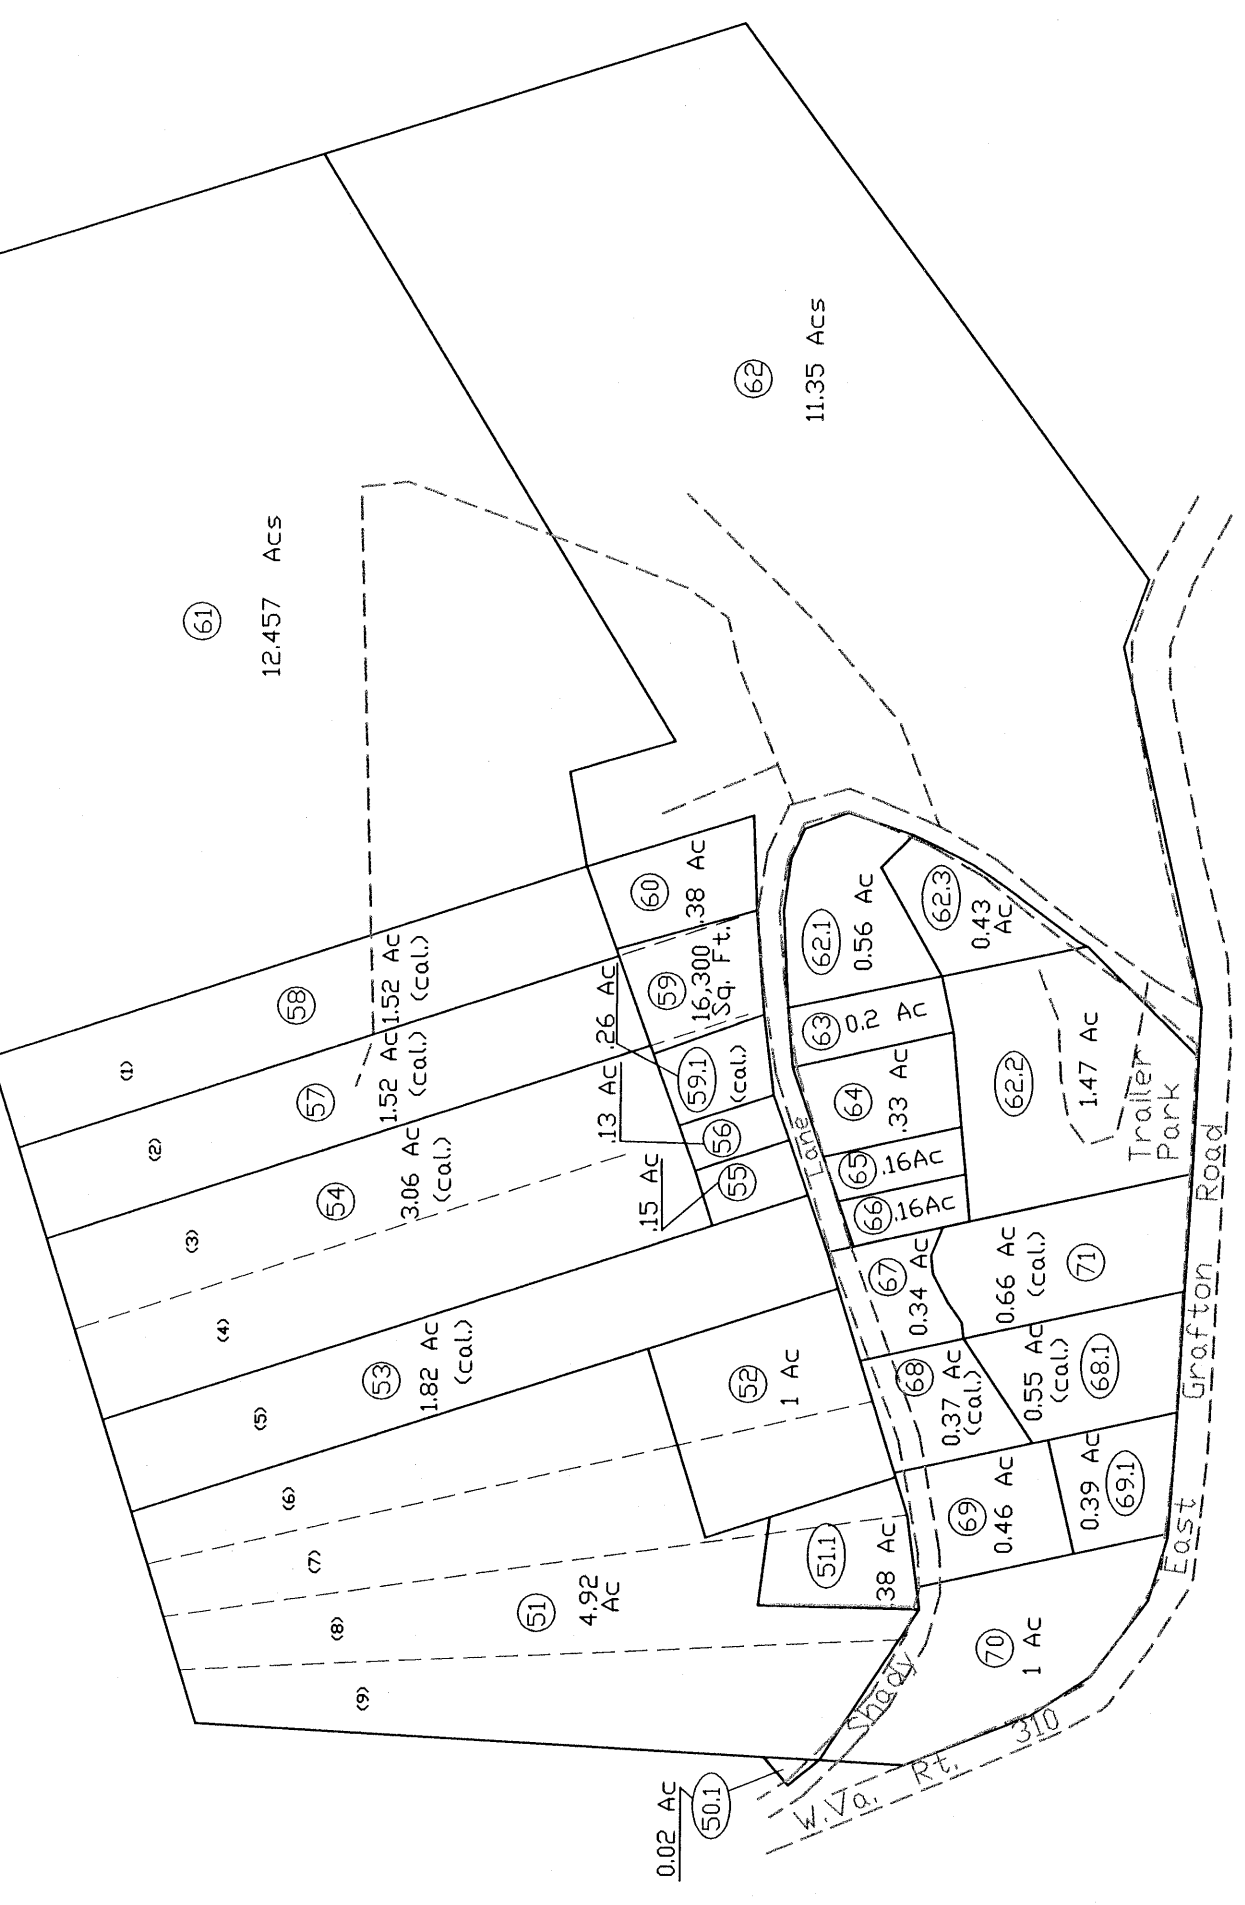 61
12.457 Acs
62
11.35 Acs
(1)
58
1.52 Ac
(cal.)
(2)
57
1.52 Ac
(cal.)
(3)
54
3.06 Ac
(cal.)
(4)
(5)
53
1.82 Ac
(cal.)
(6)
(7)
(8)
51
4.92
Ac
(9)
60
.38 Ac
59
16,300
Sq. Ft.
.26 Ac
59.1
(cal.)
.13 Ac
56
.15 Ac
55
52
1 Ac
51.1
.38 Ac
0.02 Ac
50.1
62.1
0.56 Ac
62.3
0.43
Ac
63
0.2 Ac
64
.33 Ac
65
.16Ac
66
.16Ac
62.2
1.47 Ac
Trailer
Park
67
0.34 Ac
0.66 Ac
(cal.)
71
68
0.37 Ac
(cal.)
0.55 Ac
(cal.)
68.1
69
0.46 Ac
0.39 Ac
69.1
70
1 Ac
Shady Lane
W.Va. Rt. 310
East Grafton Road